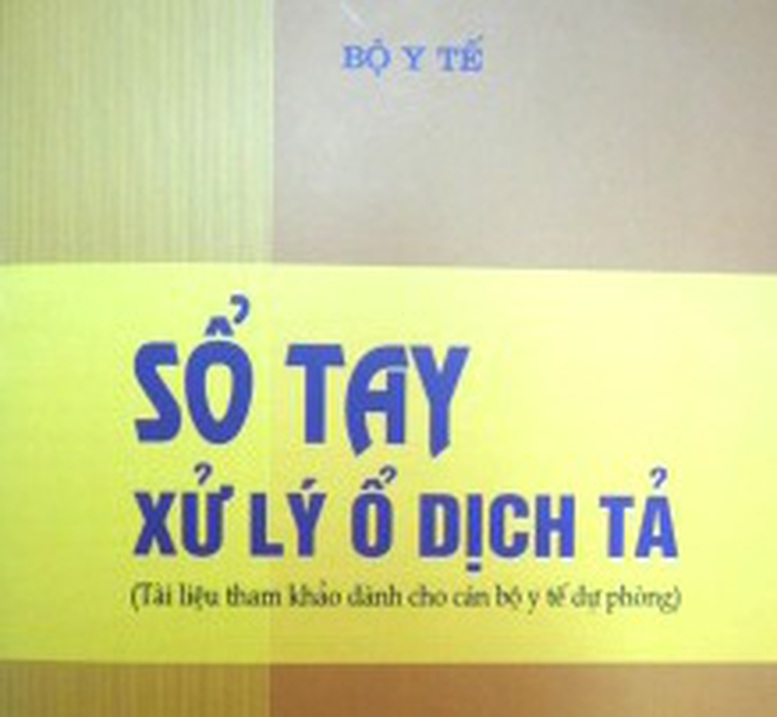 BỘ Y TẾ
SỔ TAY
XỬ LÝ Ổ DỊCH TẢ
(Tài liệu tham khảo dành cho cán bộ y tế dự phòng)